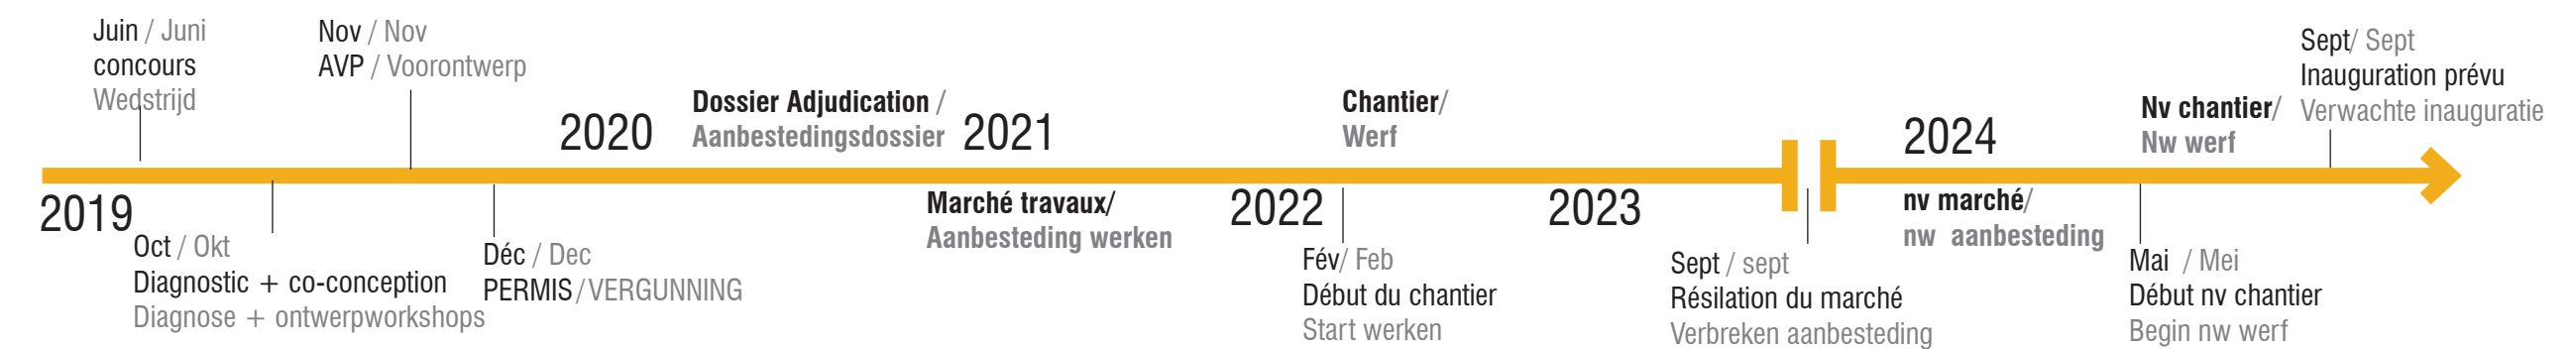 Juin / Juni
concours
Wedstrijd
Nov / Nov
AVP / Voorontwerp
2020
Dossier Adjudication /
Aanbestedingsdossier
2021
Chantier/
Werf
2024
Nv chantier/
Nw werf
Sept/ Sept
Inauguration prévu
Verwachte inauguratie
2019
Oct / Okt
Diagnostic + co-conception
Diagnose + ontwerpworkshops
Déc / Dec
PERMIS/VERGUNNING
Marché travaux/
Aanbesteding werken
2022
Fév/ Feb
Début du chantier
Start werken
2023
Sept / sept
Résilation du marché
Verbreken aanbesteding
nv marché/
nw aanbesteding
Mai / Mei
Début nv chantier
Begin nw werf